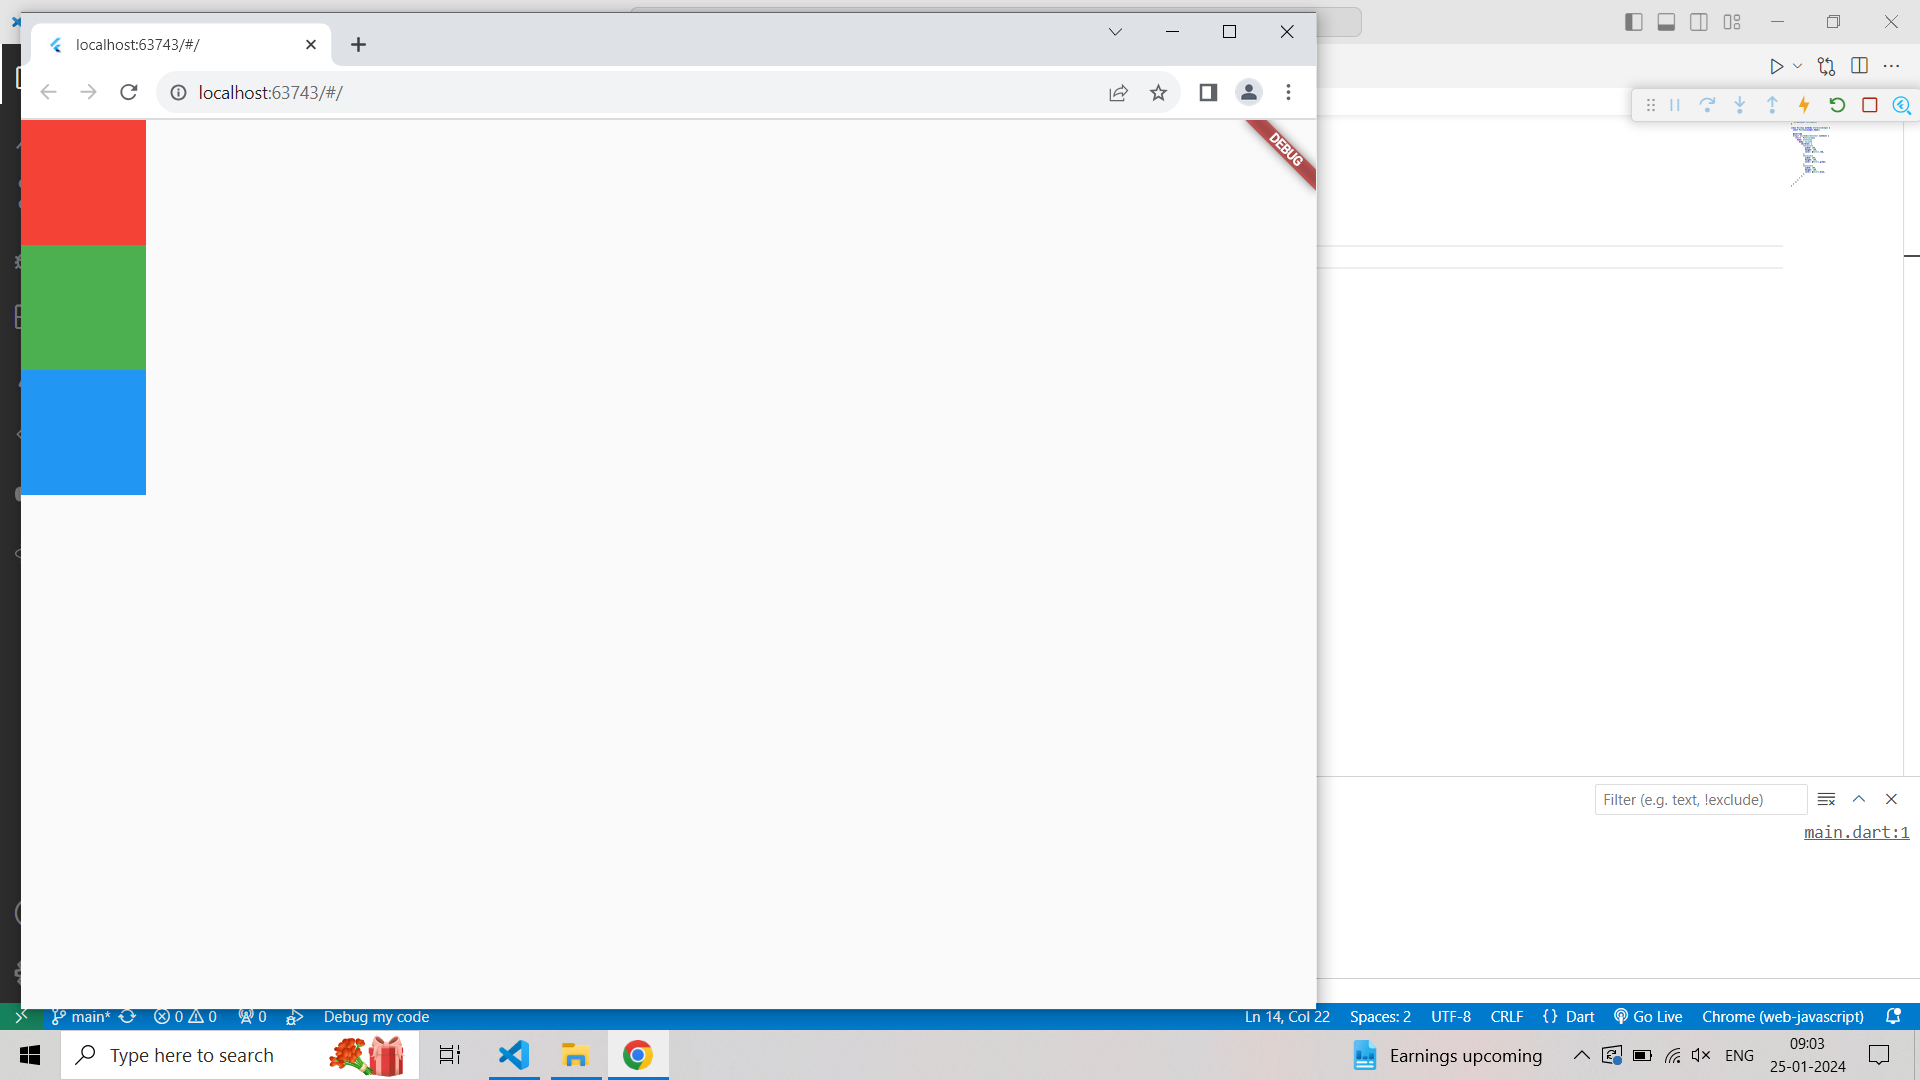 localhost:63743/#/
localhost:63743/#/
DEBUG
Filter (e.g. text, !exclude)
main.dart:1
main* 0 0 0 Debug my code
Ln 14, Col 22 Spaces: 2 UTF-8 CRLF {} Dart Go Live Chrome (web-javascript)
Type here to search
Earnings upcoming
ENG
09:03
25-01-2024